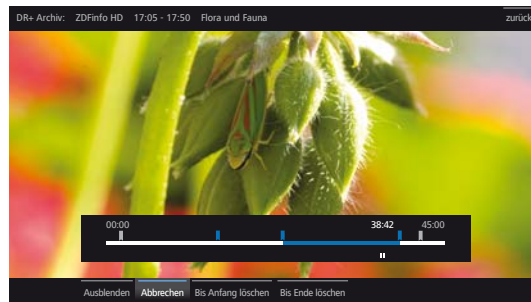 DR+ Archiv: ZDFinfo HD 17:05 - 17:50 Flora und Fauna zurück
00:00 38:42 45:00
Ausblenden Abbrechen Bis Anfang löschen Bis Ende löschen